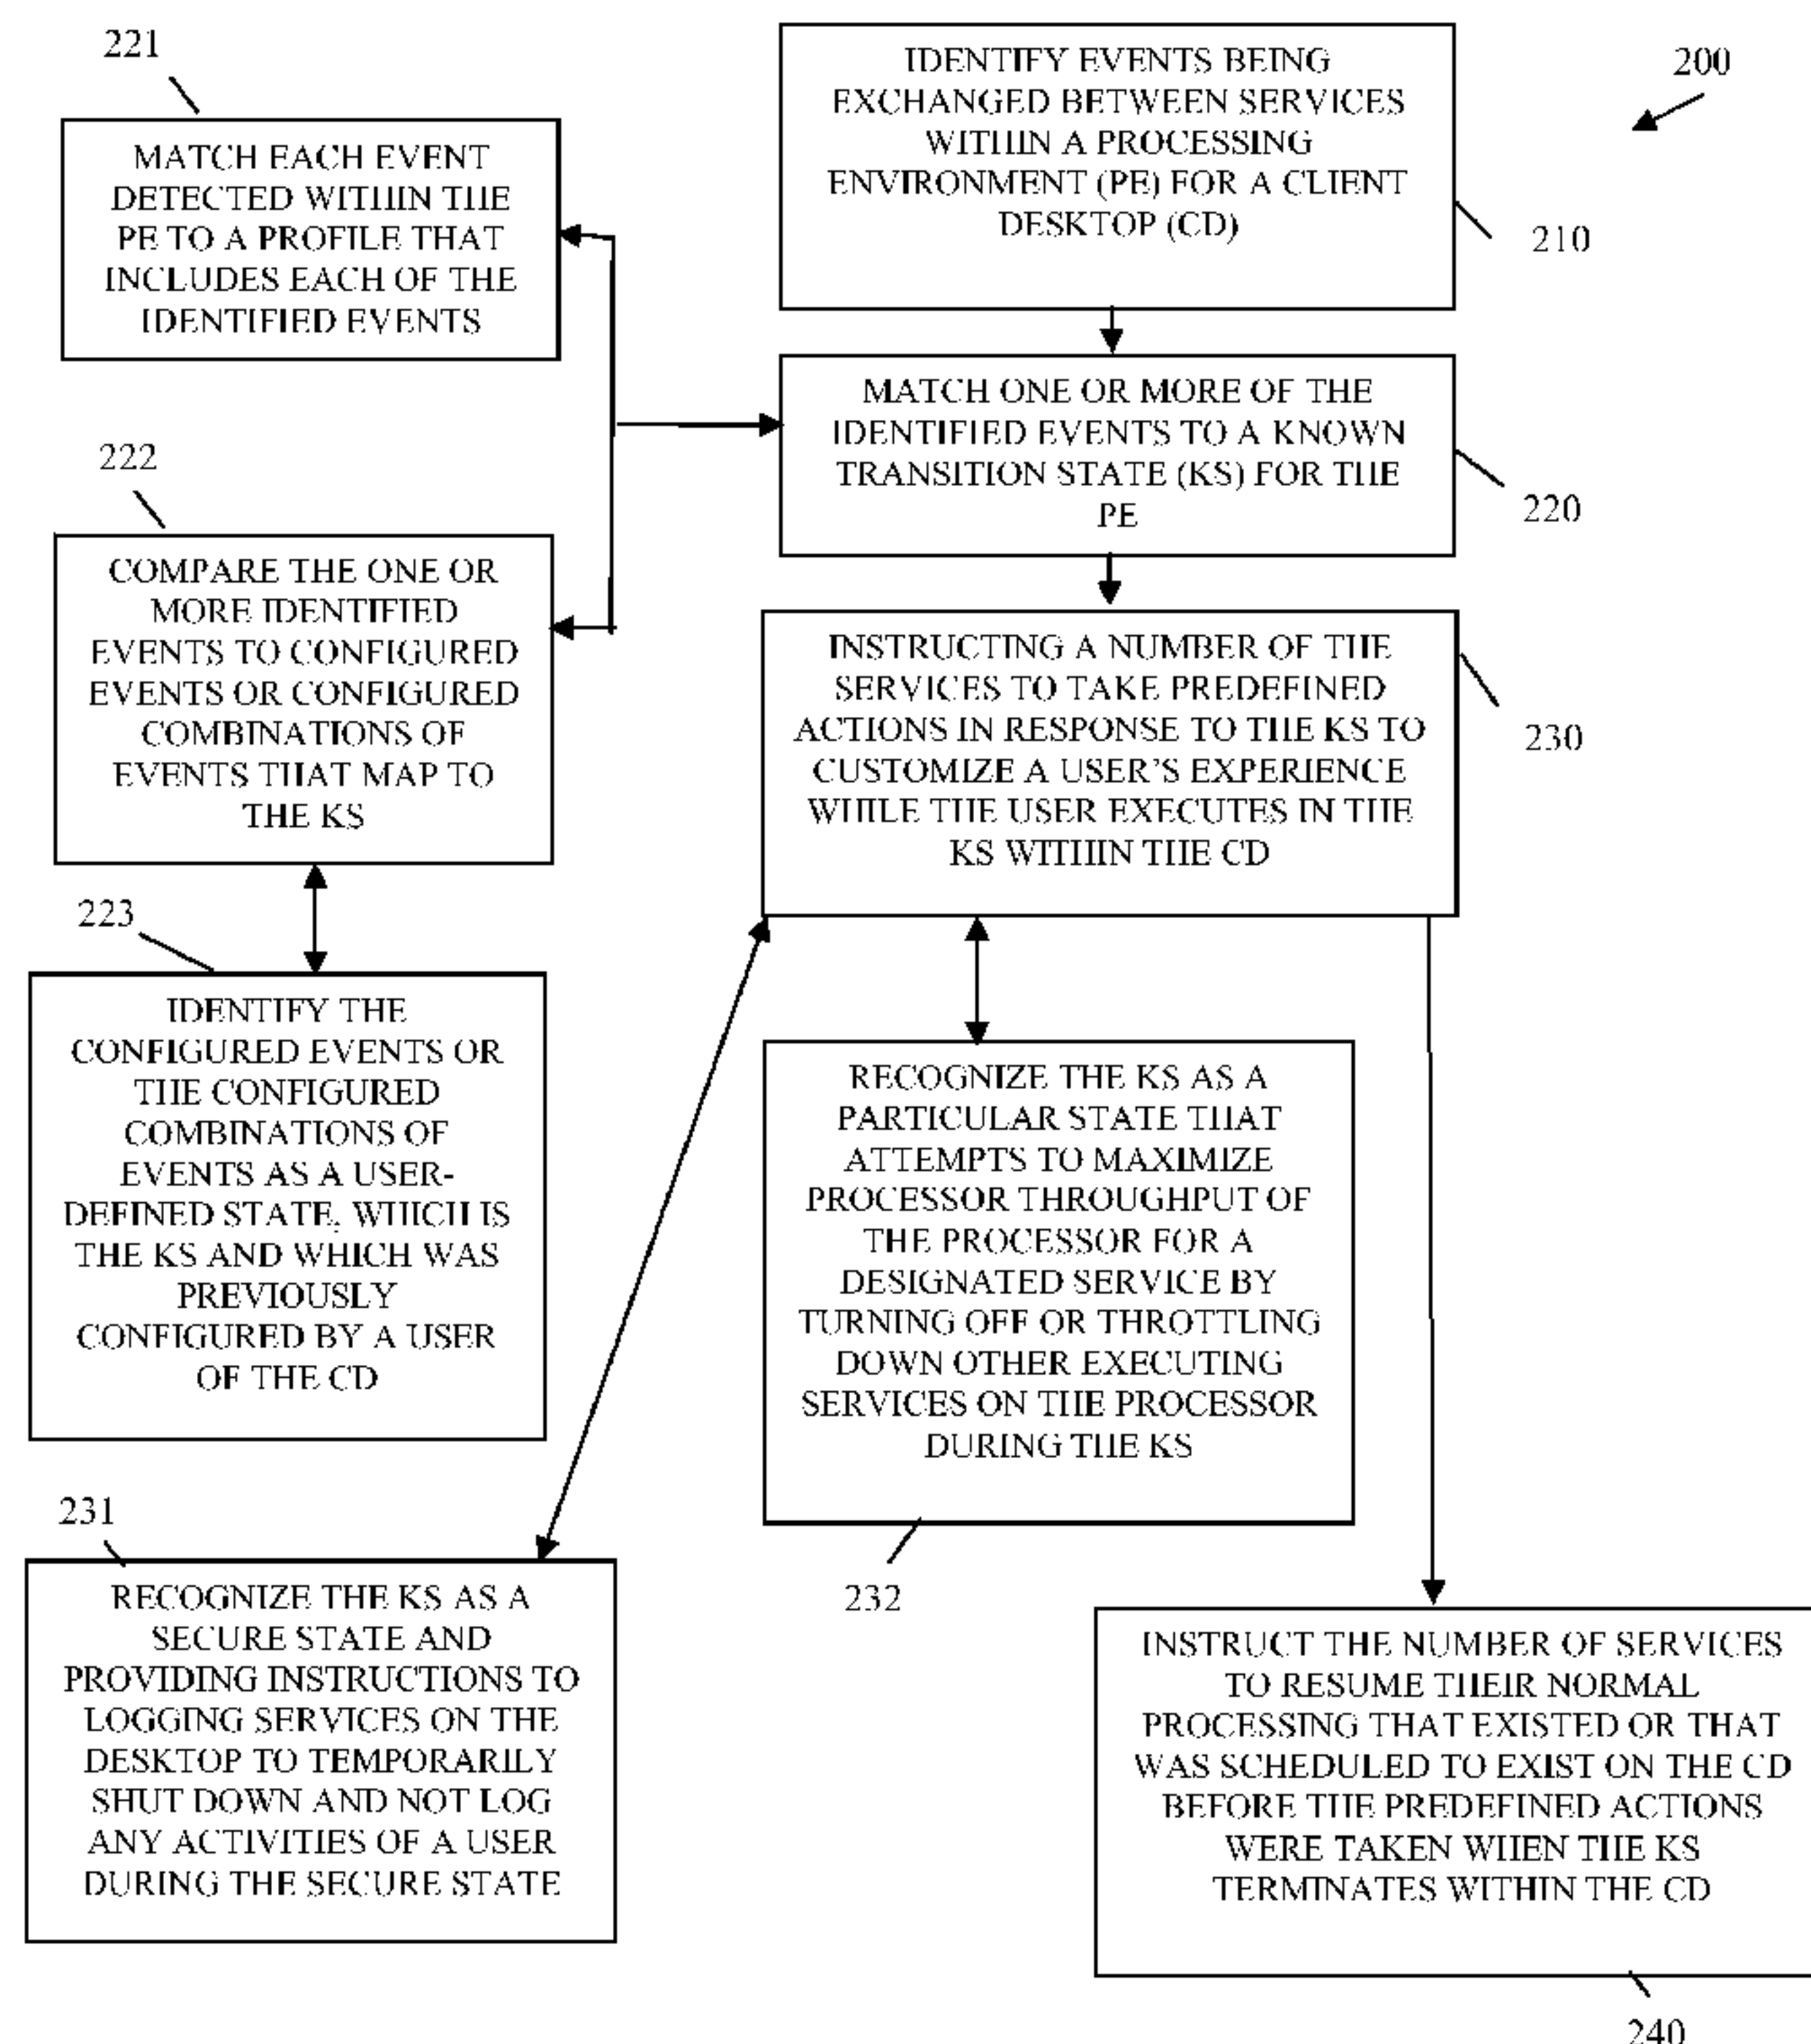 200
IDENTIFY EVENTS BEING
EXCHANGED BETWEEN SERVICES
WITHIN A PROCESSING
ENVIRONMENT (PE) FOR A CLIENT
DESKTOP (CD)
210
221
MATCH EACH EVENT
DETECTED WITHIN THE
PE TO A PROFILE THAT
INCLUDES EACH OF THE
IDENTIFIED EVENTS
MATCH ONE OR MORE OF THE
IDENTIFIED EVENTS TO A KNOWN
TRANSITION STATE (KS) FOR THE
PE
220
222
COMPARE THE ONE OR
MORE IDENTIFIED
EVENTS TO CONFIGURED
EVENTS OR CONFIGURED
COMBINATIONS OF
EVENTS THAT MAP TO
THE KS
INSTRUCTING A NUMBER OF THE
SERVICES TO TAKE PREDEFINED
ACTIONS IN RESPONSE TO THE KS TO
CUSTOMIZE A USER'S EXPERIENCE
WHILE THE USER EXECUTES IN THE
KS WITHIN THE CD
230
223
IDENTIFY THE
CONFIGURED EVENTS OR
THE CONFIGURED
COMBINATIONS OF
EVENTS AS A USER-
DEFINED STATE, WHICH IS
THE KS AND WHICH WAS
PREVIOUSLY
CONFIGURED BY A USER
OF THE CD
RECOGNIZE THE KS AS A
PARTICULAR STATE THAT
ATTEMPTS TO MAXIMIZE
PROCESSOR THROUGHPUT OF
THE PROCESSOR FOR A
DESIGNATED SERVICE BY
TURNING OFF OR THROTTLING
DOWN OTHER EXECUTING
SERVICES ON THE PROCESSOR
DURING THE KS
232
231
RECOGNIZE THE KS AS A
SECURE STATE AND
PROVIDING INSTRUCTIONS TO
LOGGING SERVICES ON THE
DESKTOP TO TEMPORARILY
SHUT DOWN AND NOT LOG
ANY ACTIVITIES OF A USER
DURING THE SECURE STATE
INSTRUCT THE NUMBER OF SERVICES
TO RESUME THEIR NORMAL
PROCESSING THAT EXISTED OR THAT
WAS SCHEDULED TO EXIST ON THE CD
BEFORE THE PREDEFINED ACTIONS
WERE TAKEN WHEN THE KS
TERMINATES WITHIN THE CD
240